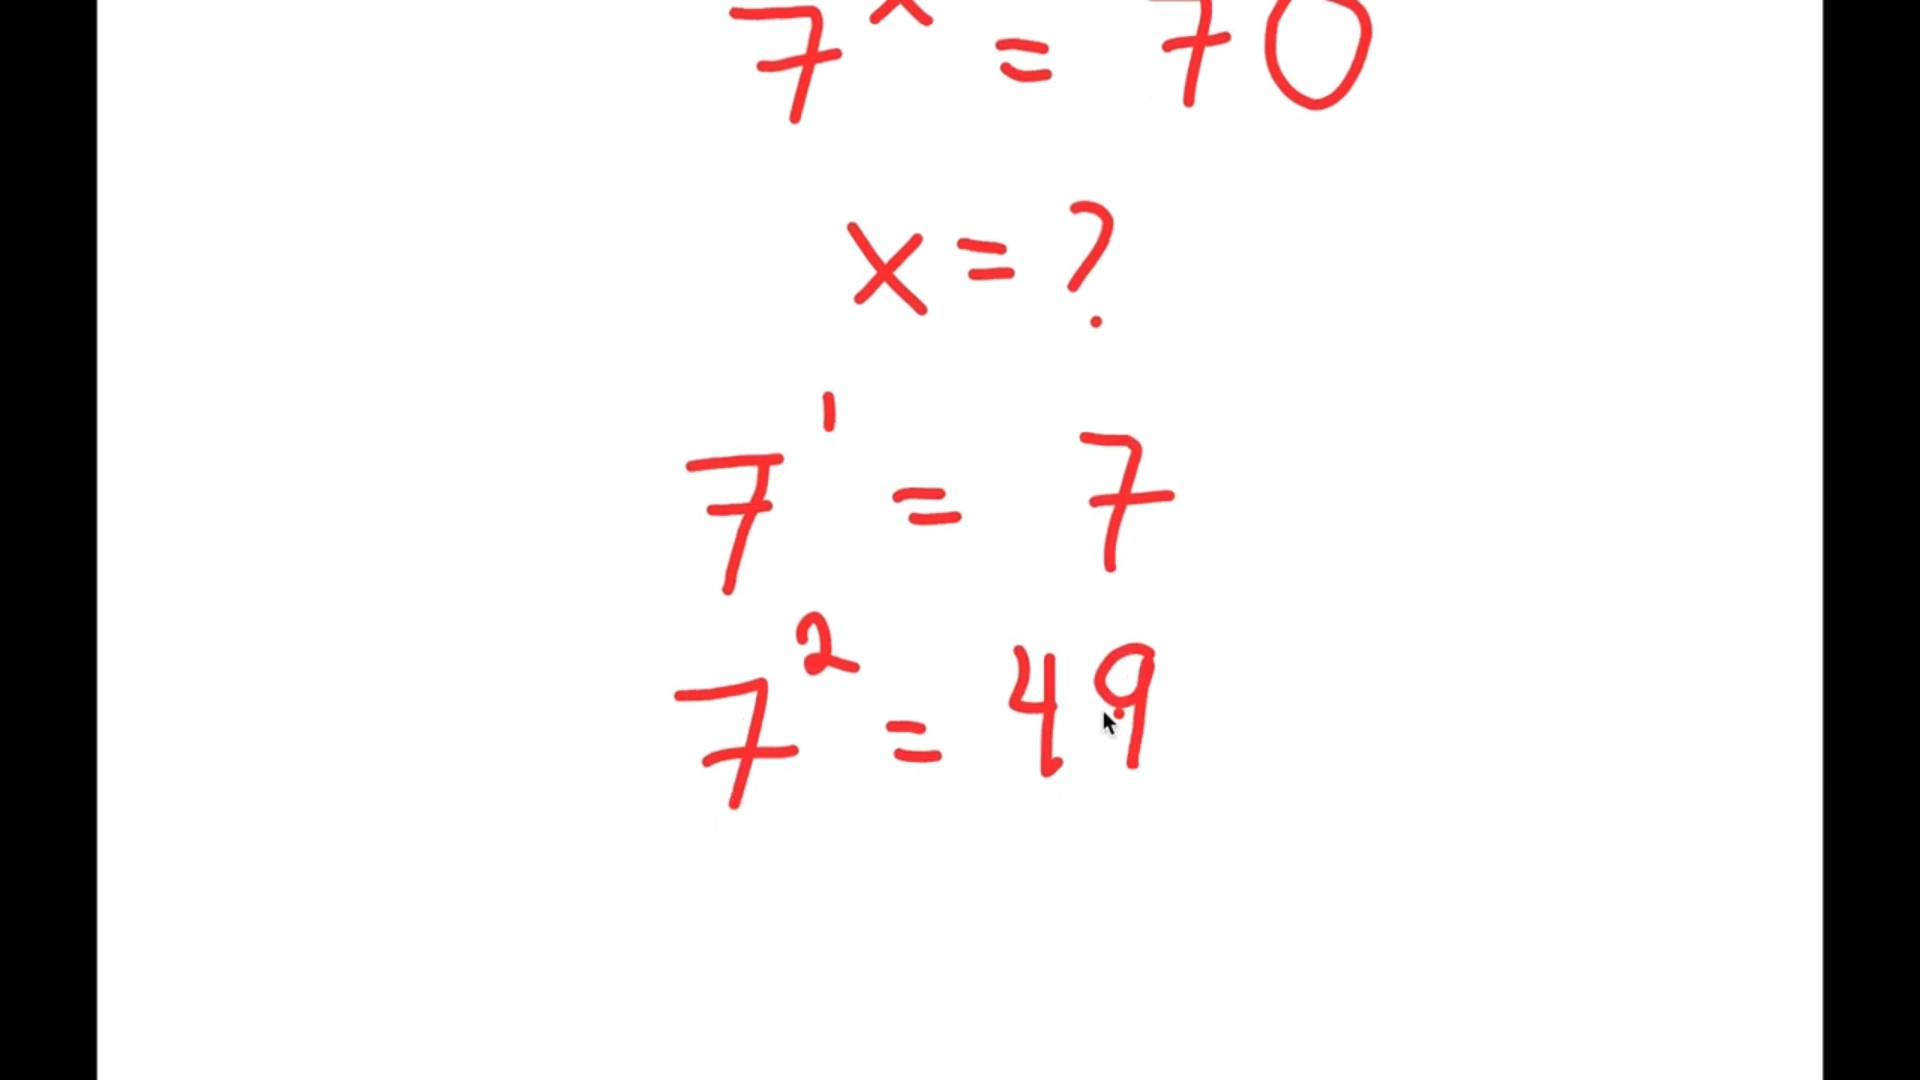 7^x = 70
x = ?
7^1 = 7
7^2 = 49